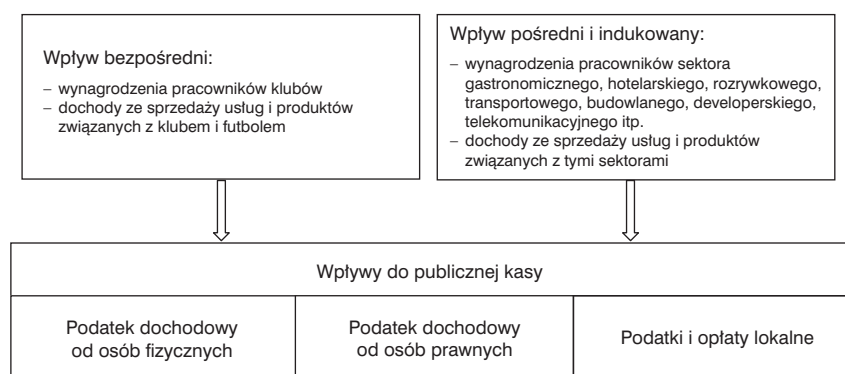 Wpływ bezpośredni:
– wynagrodzenia pracowników klubów
– dochody ze sprzedaży usług i produktów
związanych z klubem i futbolem
Wpływ pośredni i indukowany:
– wynagrodzenia pracowników sektora
gastronomicznego, hotelarskiego, rozrywkowego,
transportowego, budowlanego, developerskiego,
telekomunikacyjnego itp.
– dochody ze sprzedaży usług i produktów
związanych z tymi sektorami
Wpływy do publicznej kasy
Podatek dochodowy
od osób fizycznych
Podatek dochodowy
od osób prawnych
Podatki i opłaty lokalne